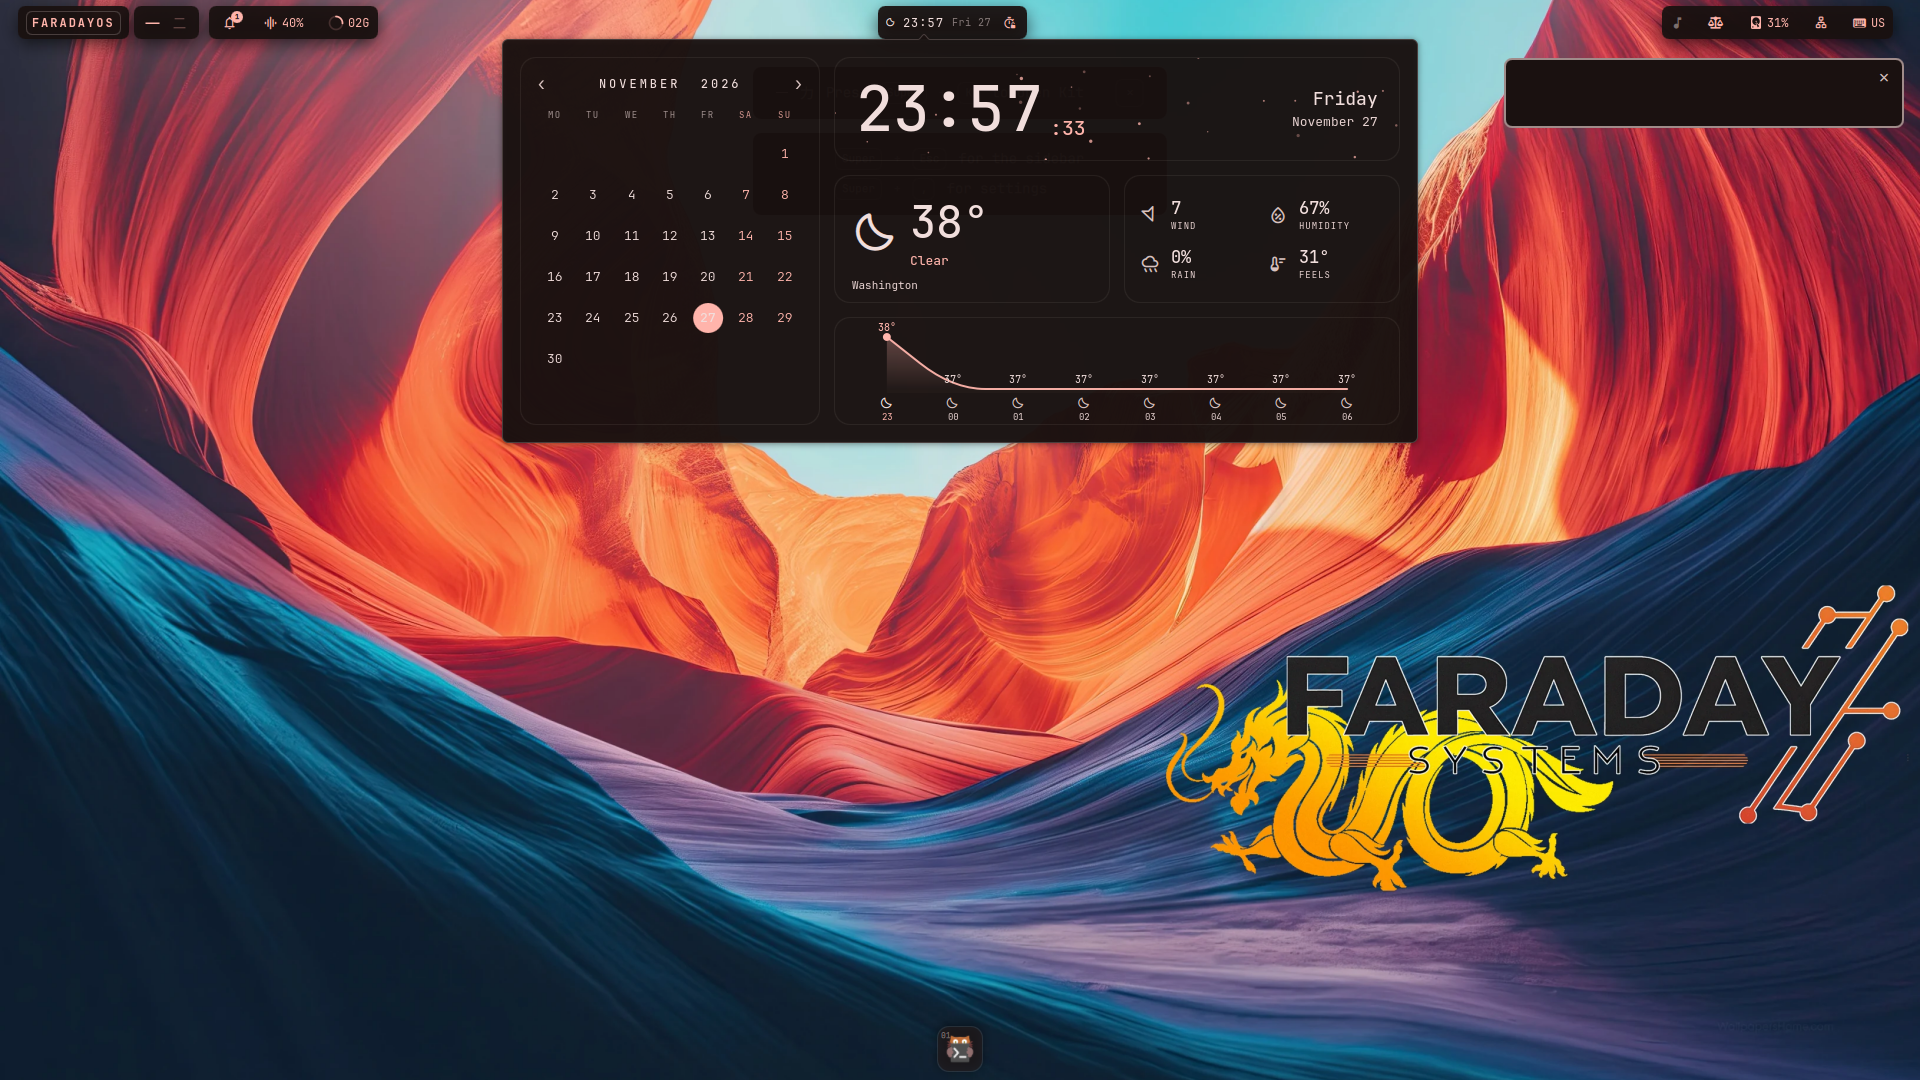 FARADAYOS
1
40%
02G
23:57 Fri 27
31%
US
NOVEMBER 2026
MO TU WE TH FR SA SU
1
2 3 4 5 6 7 8
9 10 11 12 13 14 15
16 17 18 19 20 21 22
23 24 25 26 27 28 29
30
23:57 :33
Friday
November 27
38°
Clear
Washington
7
WIND
67%
HUMIDITY
0%
RAIN
31°
FEELS
38° 37° 37° 37° 37° 37° 37° 37°
23 00 01 02 03 04 05 06
FARADAY
SYSTEMS
01